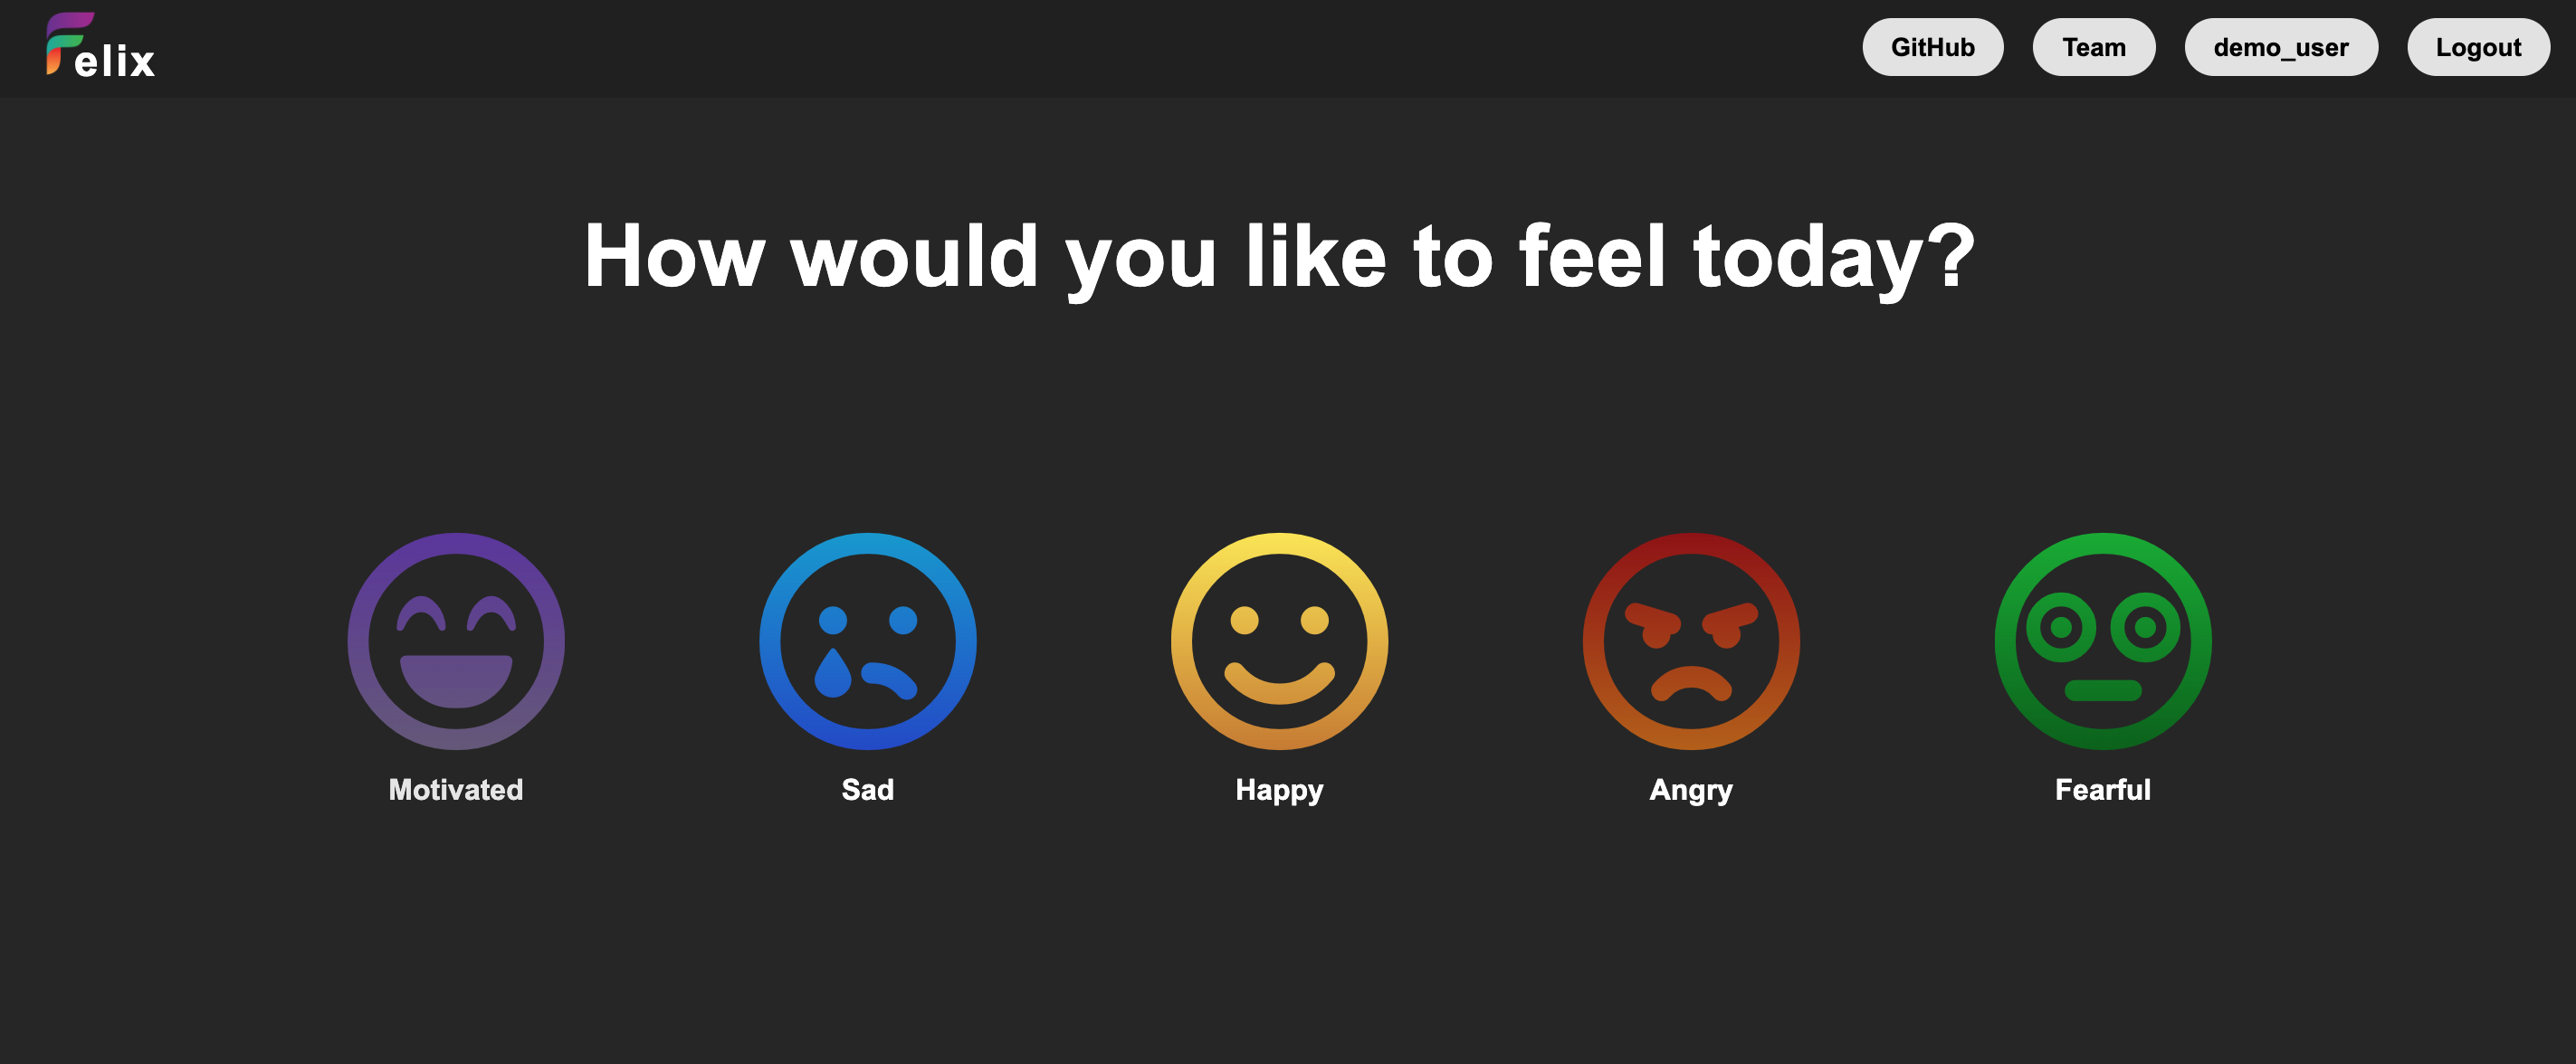 Felix
GitHub
Team
demo_user
Logout
How would you like to feel today?
Motivated
Sad
Happy
Angry
Fearful